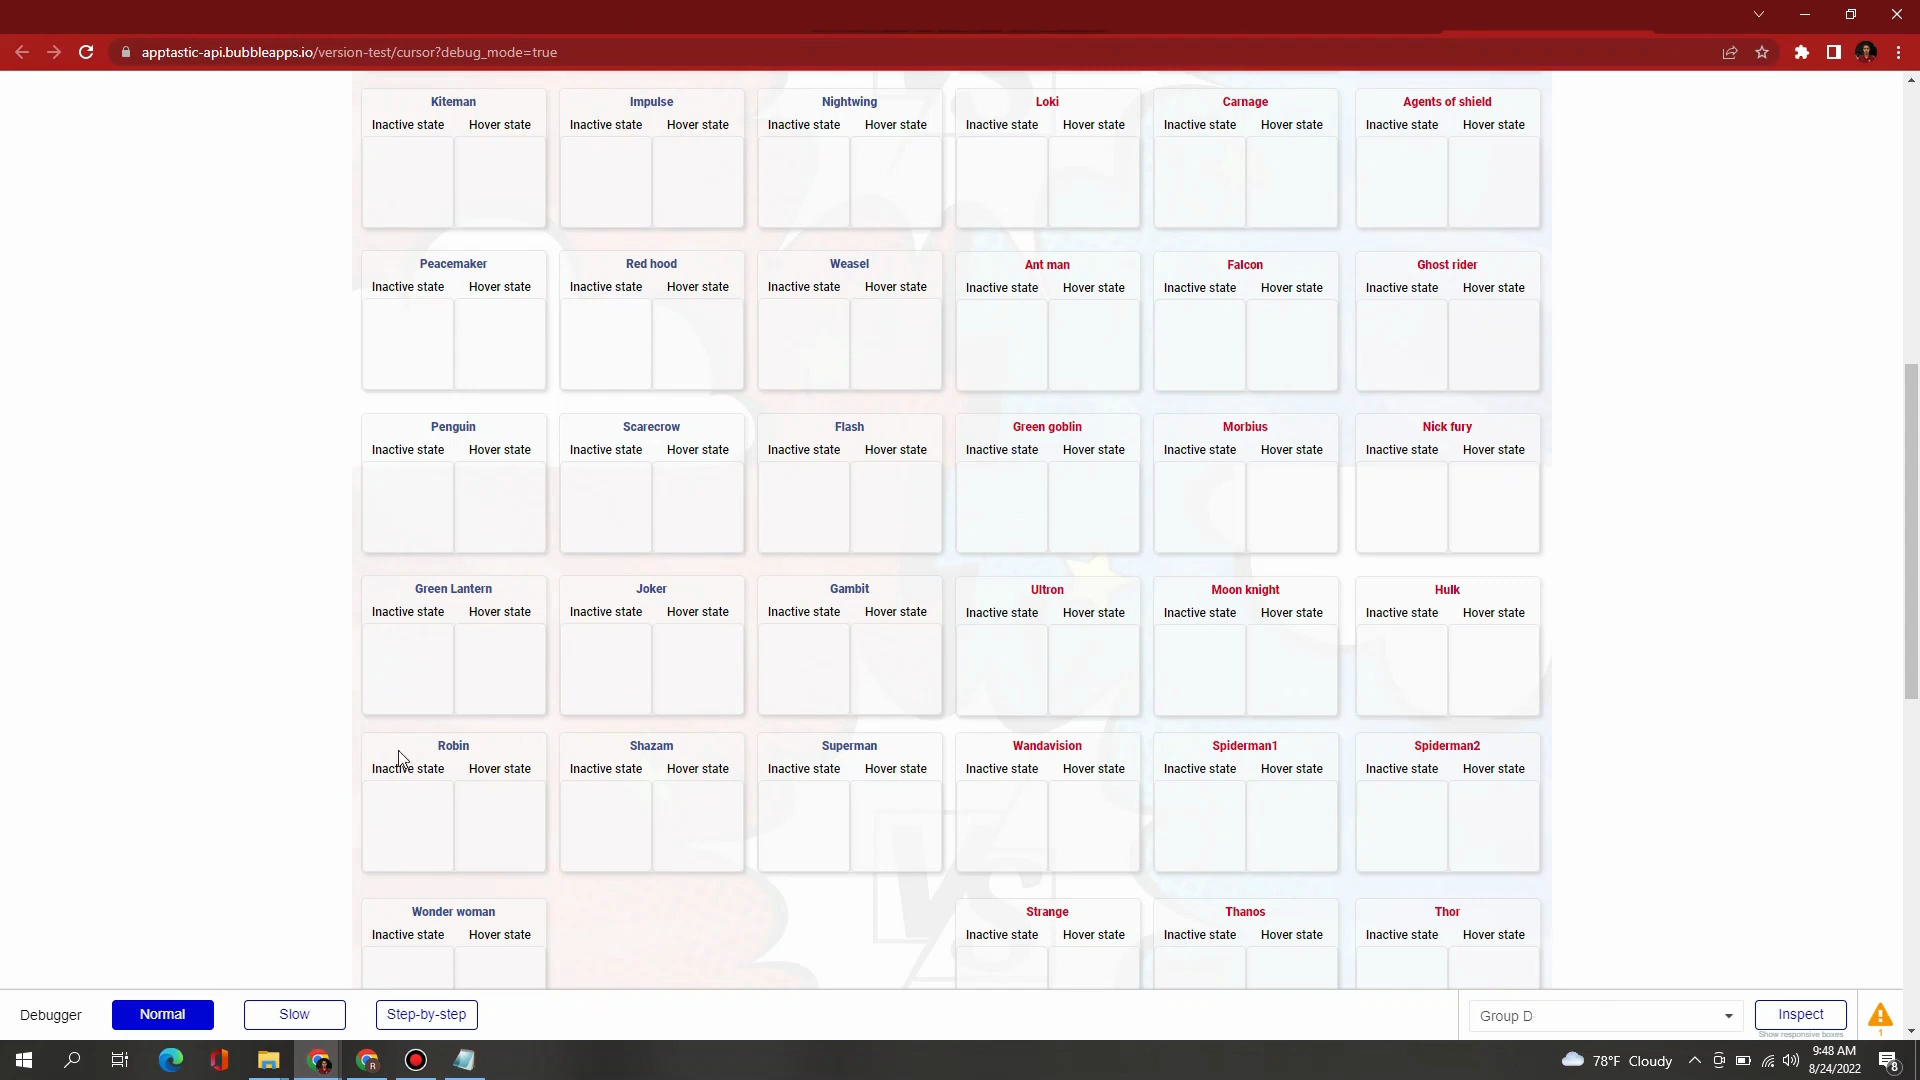 apptastic-api.bubbleapps.io/version-test/cursor?debug_mode=true
Kiteman Impulse Nightwing Loki Carnage Agents of shield
Inactive state Hover state Inactive state Hover state Inactive state Hover state Inactive state Hover state Inactive state Hover state Inactive state Hover state
Peacemaker Red hood Weasel Ant man Falcon Ghost rider
Inactive state Hover state Inactive state Hover state Inactive state Hover state Inactive state Hover state Inactive state Hover state Inactive state Hover state
Penguin Scarecrow Flash Green goblin Morbius Nick fury
Inactive state Hover state Inactive state Hover state Inactive state Hover state Inactive state Hover state Inactive state Hover state Inactive state Hover state
Green Lantern Joker Gambit Ultron Moon knight Hulk
Inactive state Hover state Inactive state Hover state Inactive state Hover state Inactive state Hover state Inactive state Hover state Inactive state Hover state
Robin Shazam Superman Wandavision Spiderman1 Spiderman2
Inactive state Hover state Inactive state Hover state Inactive state Hover state Inactive state Hover state Inactive state Hover state Inactive state Hover state
VS
Wonder woman Strange Thanos Thor
Inactive state Hover state Inactive state Hover state Inactive state Hover state Inactive state Hover state
Debugger Normal Slow Step-by-step Group D Inspect
Show responsive boxes 1
78°F Cloudy 9:48 AM
8/24/2022 8
R